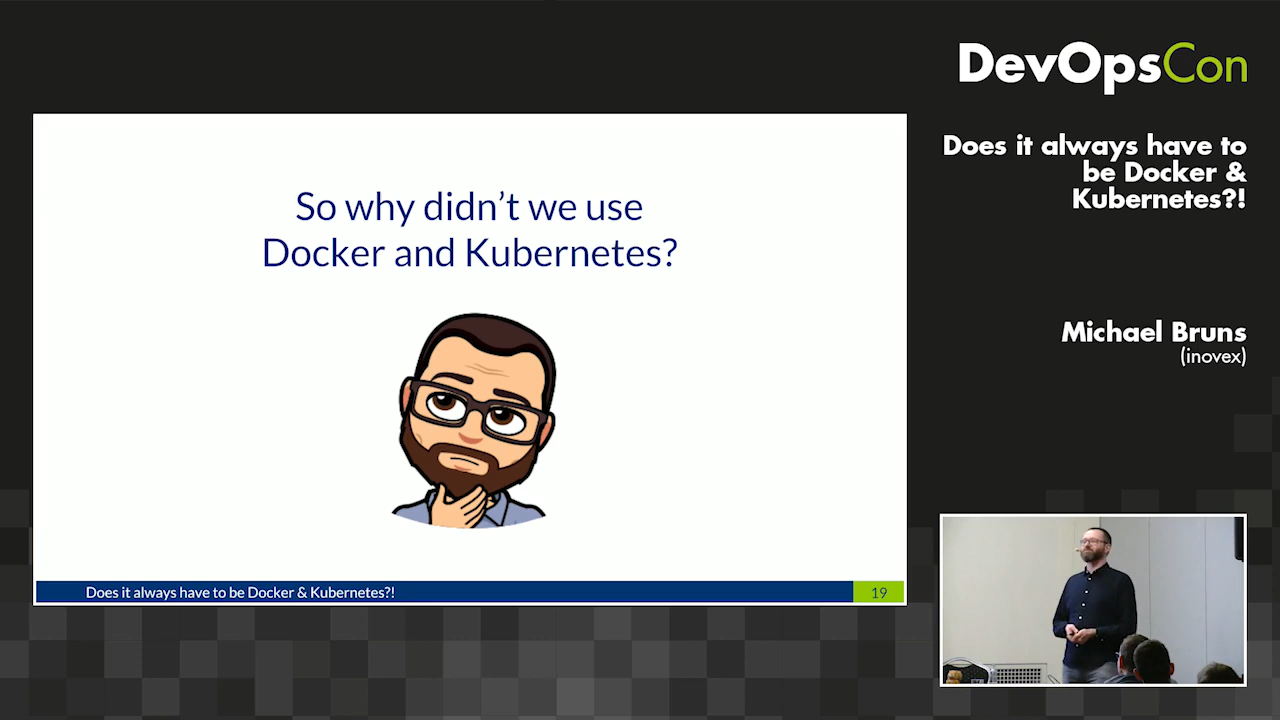 DevOpsCon
Does it always have to
be Docker &
Kubernetes?!
Michael Bruns
(inovex)
So why didn't we use
Docker and Kubernetes?
Does it always have to be Docker & Kubernetes?!
19